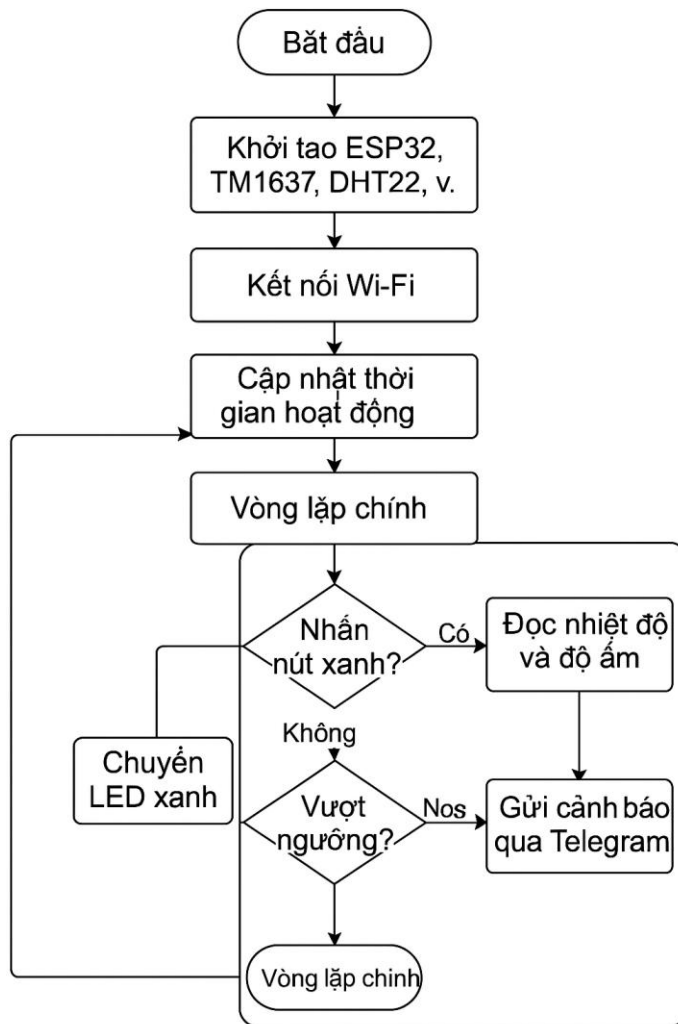 Băt đẩu
Khởi tao ESP32,
TM1637, DHT22, v.
Kết nối Wi-Fi
Cập nhật thời
gian hoạt động
Vòng lặp chính
Nhấn
nút xanh?
Có
Đọc nhiệt độ
và độ ẩm
Chuyển
LED xanh
Không
Vượt
ngưỡng?
Nos
Gửi cảnh báo
qua Telegram
Vòng lặp chinh